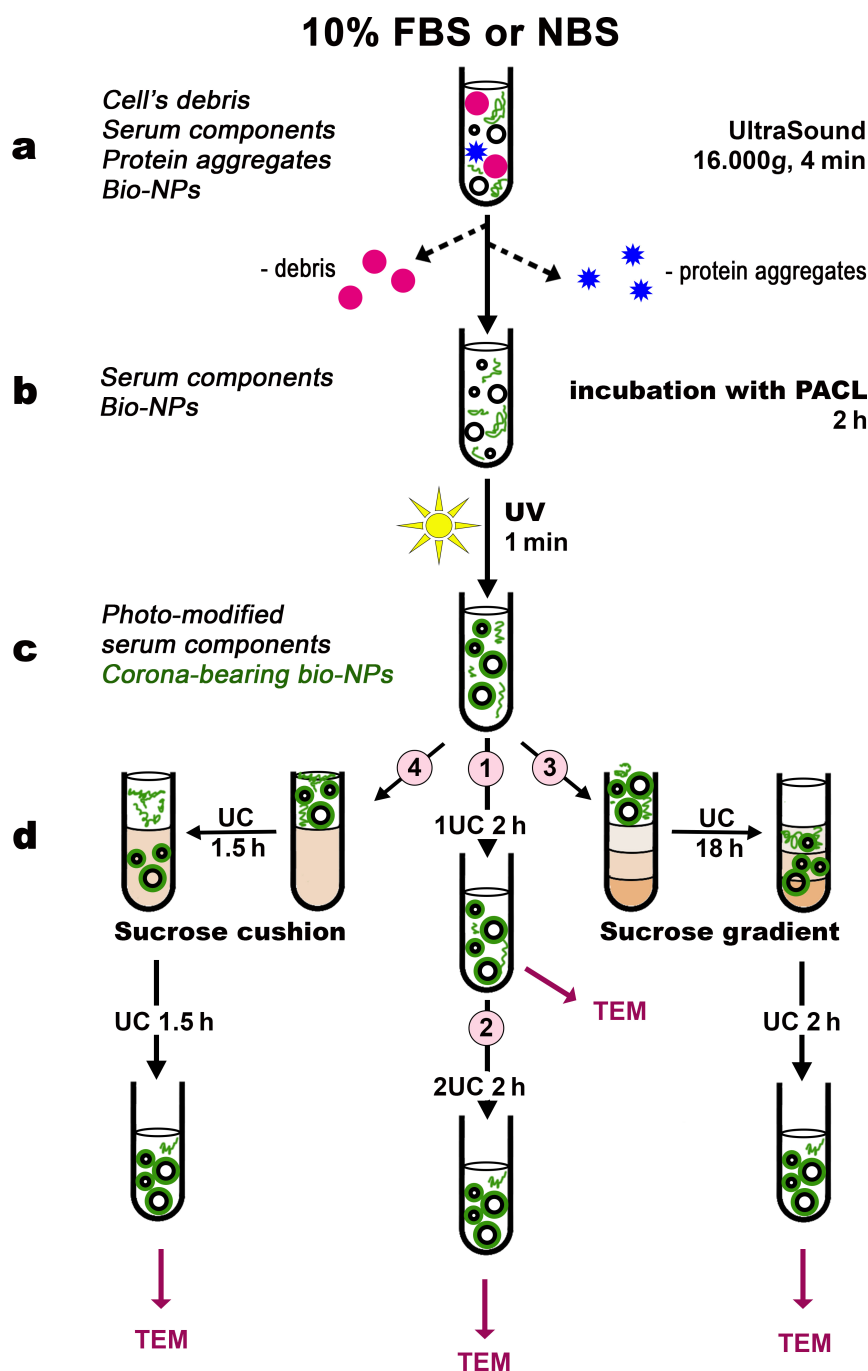 10% FBS or NBS
a
Cell's debris
Serum components
Protein aggregates
Bio-NPs
UltraSound
16.000g, 4 min
- debris
- protein aggregates
b
Serum components
Bio-NPs
incubation with PACL
2 h
UV
1 min
c
Photo-modified
serum components
Corona-bearing bio-NPs
4
1
3
d
UC
1.5 h
1UC 2 h
UC
18 h
Sucrose cushion
Sucrose gradient
TEM
UC 1.5 h
2
UC 2 h
2UC 2 h
TEM
TEM
TEM